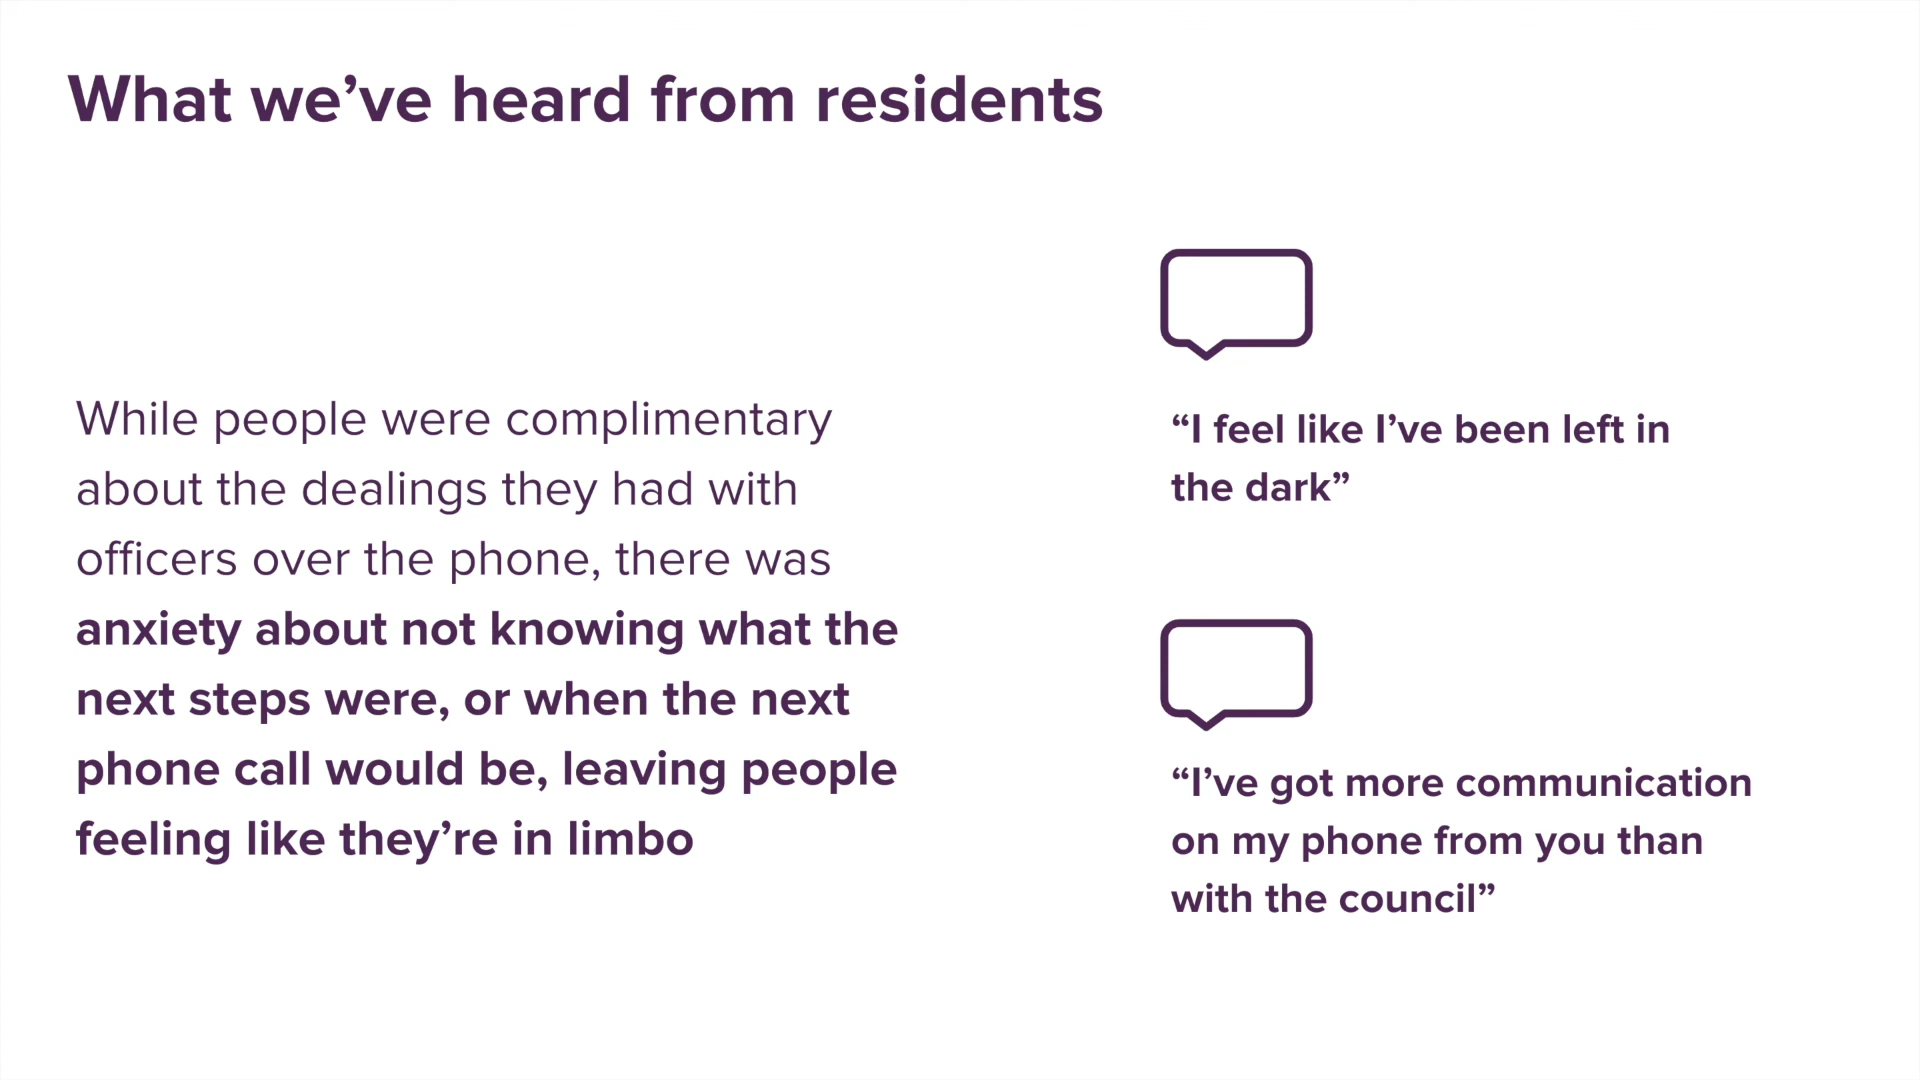 What we’ve heard from residents
While people were complimentary
about the dealings they had with
officers over the phone, there was
anxiety about not knowing what the
next steps were, or when the next
phone call would be, leaving people
feeling like they’re in limbo
“I feel like I’ve been left in
the dark”
“I’ve got more communication
on my phone from you than
with the council”